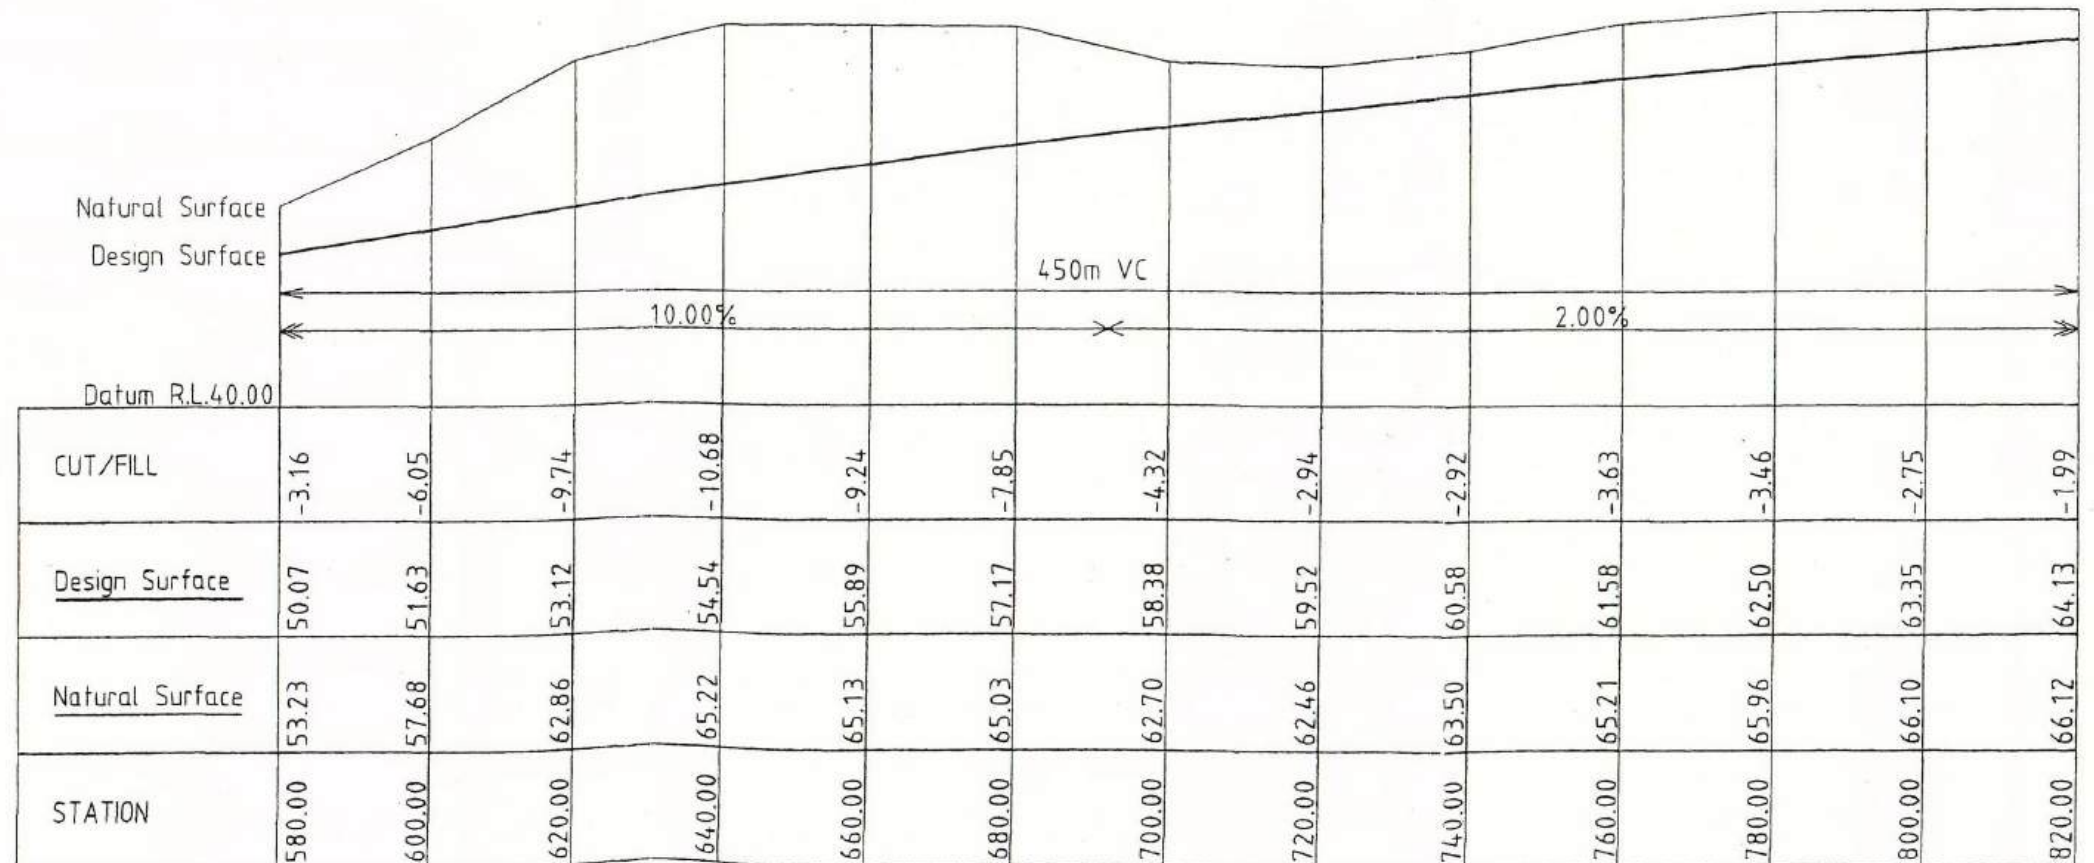 Natural Surface
Design Surface
450m VC
10.00% 2.00%
Datum R.L.40.00
CUT/FILL -3.16 -6.05 -9.74 -10.68 -9.24 -7.85 -4.32 -2.94 -2.92 -3.63 -3.46 -2.75 -1.99
Design Surface 50.07 51.63 53.12 54.54 55.89 57.17 58.38 59.52 60.58 61.58 62.50 63.35 64.13
Natural Surface 53.23 57.68 62.86 65.22 65.13 65.03 62.70 62.46 63.50 65.21 65.96 66.10 66.12
STATION 580.00 600.00 620.00 640.00 660.00 680.00 700.00 720.00 740.00 760.00 780.00 800.00 820.00